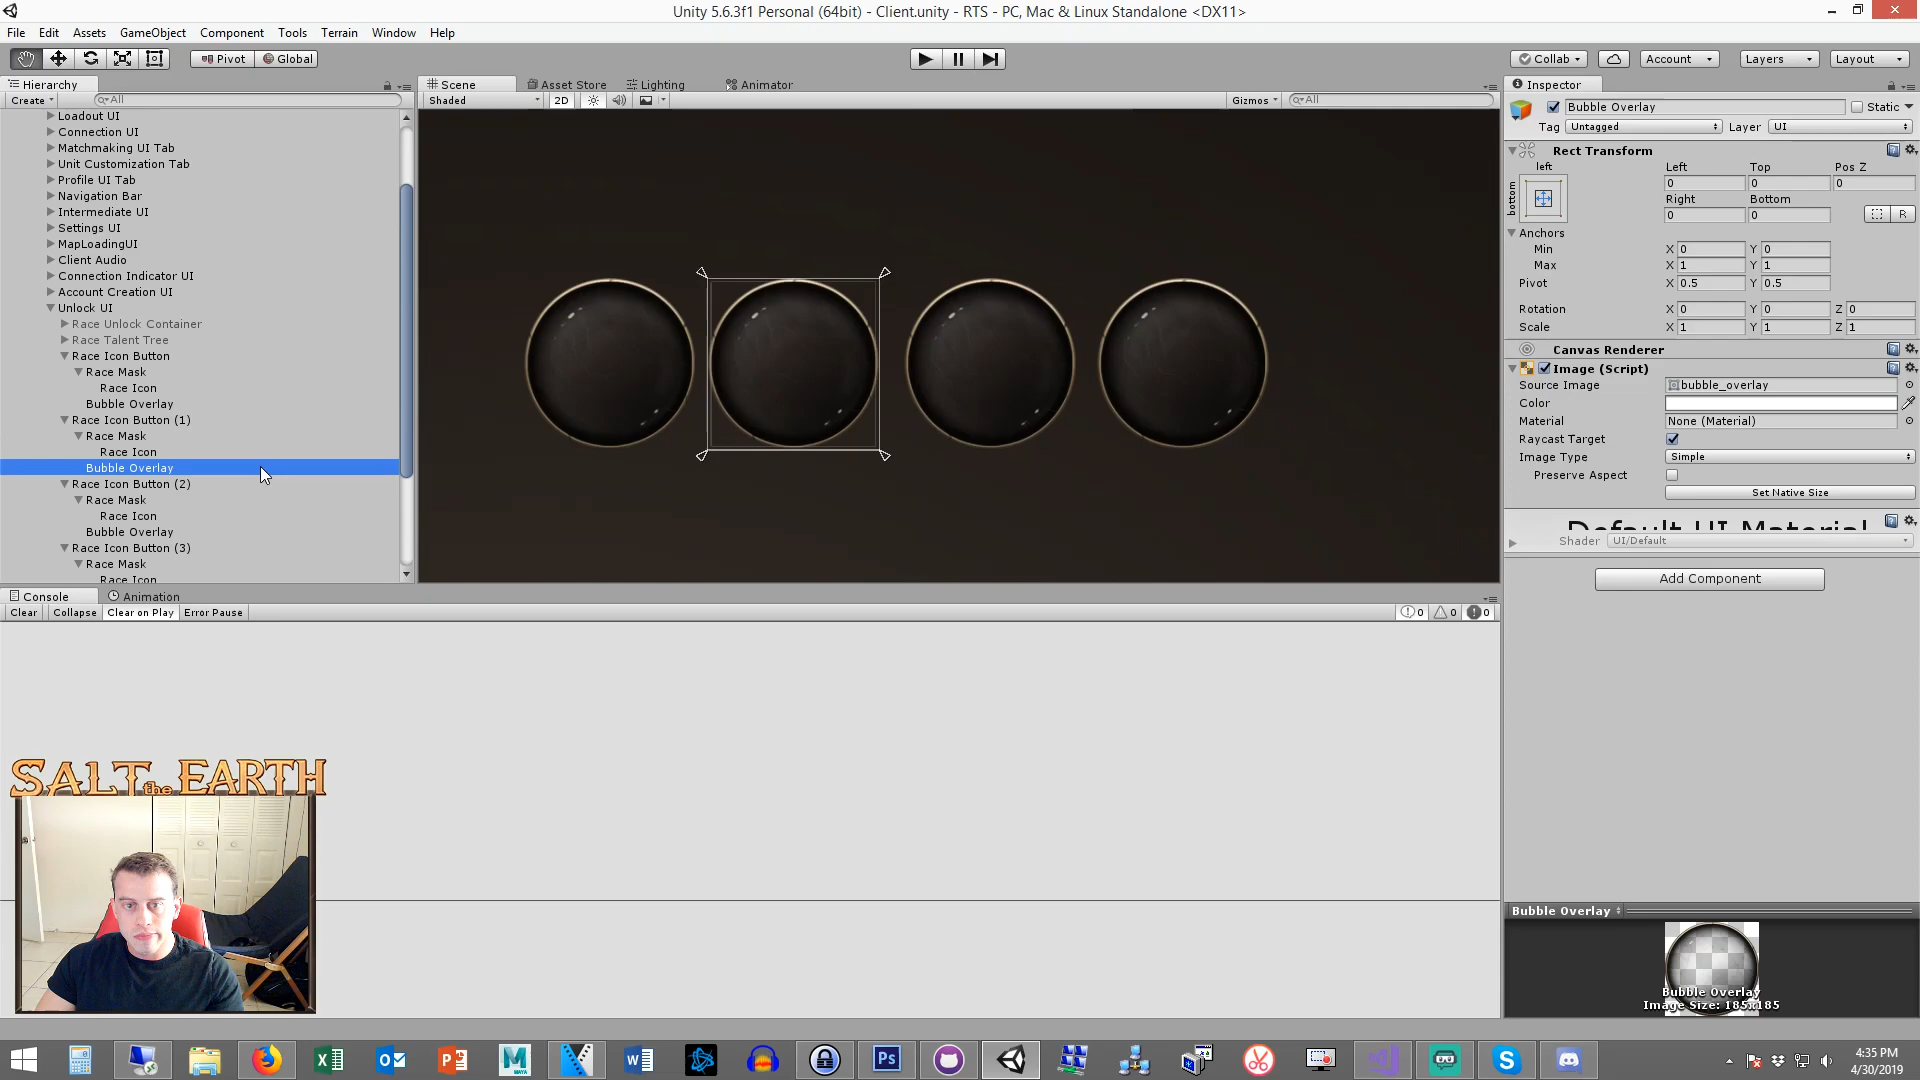 Unity 5.6.3f1 Personal (64bit) - Client.unity - RTS - PC, Mac & Linux Standalone <DX11>
File Edit Assets GameObject Component Tools Terrain Window Help
Pivot Global Collab Account Layers Layout
Hierarchy
Create All
Loadout UI
Connection UI
Matchmaking UI Tab
Unit Customization Tab
Profile UI Tab
Navigation Bar
Intermediate UI
Settings UI
MapLoadingUI
Client Audio
Connection Indicator UI
Account Creation UI
Unlock UI
Race Unlock Container
Race Talent Tree
Race Icon Button
Race Mask
Race Icon
Bubble Overlay
Race Icon Button (1)
Race Mask
Race Icon
Bubble Overlay
Race Icon Button (2)
Race Mask
Race Icon
Bubble Overlay
Race Icon Button (3)
Race Mask
Race Icon
Scene Asset Store Lighting Animator
Shaded 2D Gizmos All
Inspector
Bubble Overlay Static
Tag Untagged Layer UI
Rect Transform
left Left Top Pos Z
bottom 0 0 0
Right Bottom
0 0 R
Anchors
Min X 0 Y 0
Max X 1 Y 1
Pivot X 0.5 Y 0.5
Rotation X 0 Y 0 Z 0
Scale X 1 Y 1 Z 1
Canvas Renderer
Image (Script)
Source Image bubble_overlay
Color
Material None (Material)
Raycast Target
Image Type Simple
Preserve Aspect
Set Native Size
Default UI Material
Shader UI/Default
Add Component
Console Animation
Clear Collapse Clear on Play Error Pause 0 0 0
SALT the EARTH
Bubble Overlay
Bubble Overlay
Image Size: 185x185
4:35 PM
4/30/2019